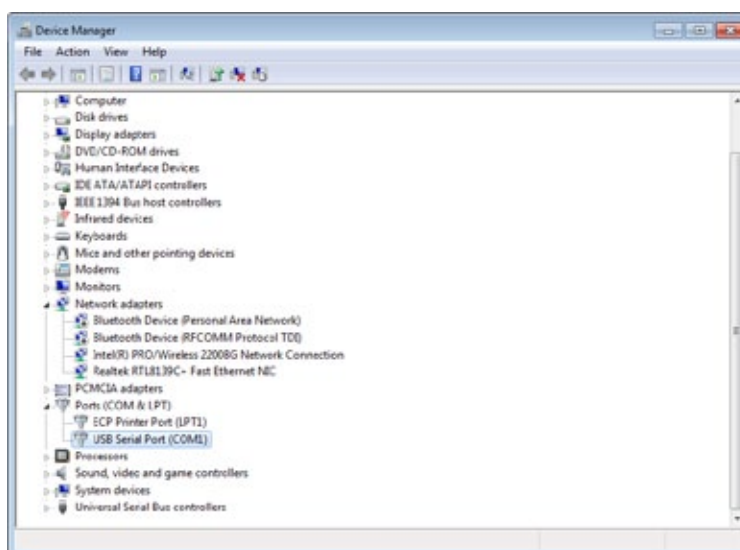 Device Manager
File Action View Help
Computer
Disk drives
Display adapters
DVD/CD-ROM drives
Human Interface Devices
IDE ATA/ATAPI controllers
IEEE 1394 Bus host controllers
Infrared devices
Keyboards
Mice and other pointing devices
Modems
Monitors
Network adapters
Bluetooth Device (Personal Area Network)
Bluetooth Device (RFCOMM Protocol TDI)
Intel(R) PRO/Wireless 2200BG Network Connection
Realtek RTL8139C+ Fast Ethernet NIC
PCMCIA adapters
Ports (COM & LPT)
ECP Printer Port (LPT1)
USB Serial Port (COM1)
Processors
Sound, video and game controllers
System devices
Universal Serial Bus controllers